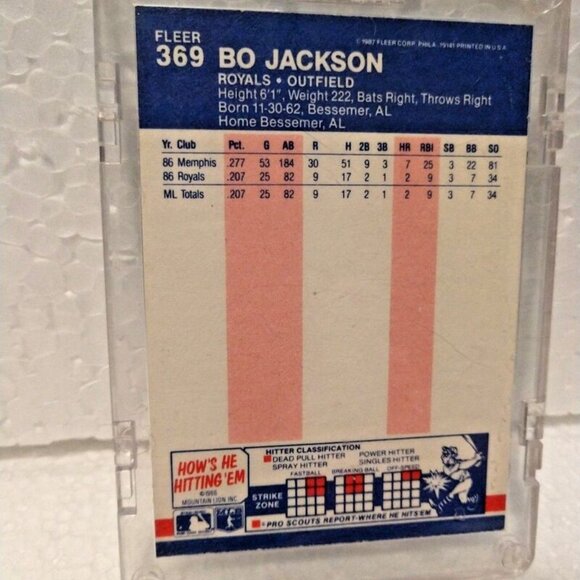 FLEER
369 BO JACKSON
©1987 FLEER CORP. PHILA. 19141 PRINTED IN U.S.A.
ROYALS • OUTFIELD
Height 6'1", Weight 222, Bats Right, Throws Right
Born 11-30-62, Bessemer, AL
Home Bessemer, AL
Yr. Club Pct. G AB R H 2B 3B HR RBI SB BB SO
86 Memphis .277 53 184 30 51 9 3 7 25 3 22 81
86 Royals .207 25 82 9 17 2 1 2 9 3 7 34
ML Totals .207 25 82 9 17 2 1 2 9 3 7 34
HOW'S HE
HITTING 'EM
©1986
MOUNTAIN LION INC.
HITTER CLASSIFICATION
DEAD PULL HITTER POWER HITTER
SPRAY HITTER SINGLES HITTER
FASTBALL BREAKING BALL OFF-SPEED
STRIKE
ZONE
= PRO SCOUTS REPORT-WHERE HE HITS 'EM